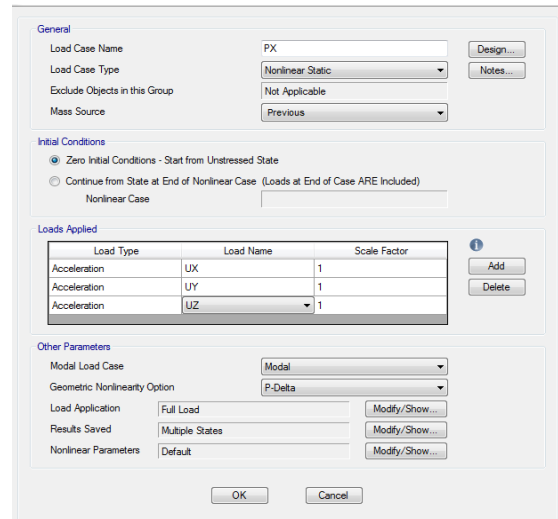 General
Load Case Name PX Design...
Load Case Type Nonlinear Static Notes...
Exclude Objects in this Group Not Applicable
Mass Source Previous
Initial Conditions
Zero Initial Conditions - Start from Unstressed State
Continue from State at End of Nonlinear Case (Loads at End of Case ARE Included)
Nonlinear Case
Loads Applied
Load Type Load Name Scale Factor
Acceleration UX 1 Add
Acceleration UY 1 Delete
Acceleration UZ 1
Other Parameters
Modal Load Case Modal
Geometric Nonlinearity Option P-Delta
Load Application Full Load Modify/Show...
Results Saved Multiple States Modify/Show...
Nonlinear Parameters Default Modify/Show...
OK Cancel